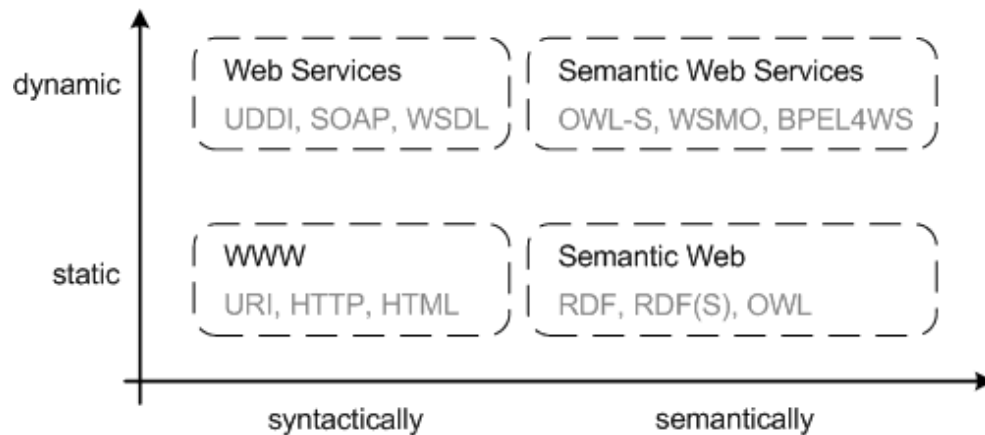 dynamic
Web Services
UDDI, SOAP, WSDL
Semantic Web Services
OWL-S, WSMO, BPEL4WS
static
WWW
URI, HTTP, HTML
Semantic Web
RDF, RDF(S), OWL
syntactically
semantically